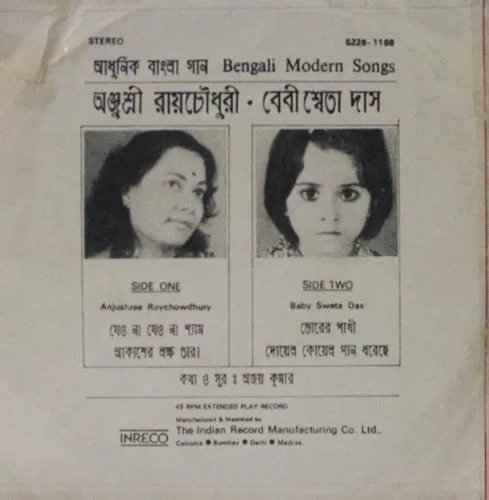 STEREO 6226-1188
আধুনিক বাংলা গান Bengali Modern Songs
অঞ্জুশ্রী রায়চৌধুরী • বেবী শ্বেতা দাস
SIDE ONE
Anjushree Roychowdhury
যেও না যেও না শ্যাম
আকাশের লক্ষ তারা
SIDE TWO
Baby Sweta Das
ভোরের পাখী
দোয়েল কোয়েল গান ধরেছে
কথা ও সুর ঃ অজয় কুমার
45 RPM EXTENDED PLAY RECORD
Manufactured & Marketed by
INRECO The Indian Record Manufacturing Co. Ltd.,
Calcutta • Bombay • Delhi • Madras.